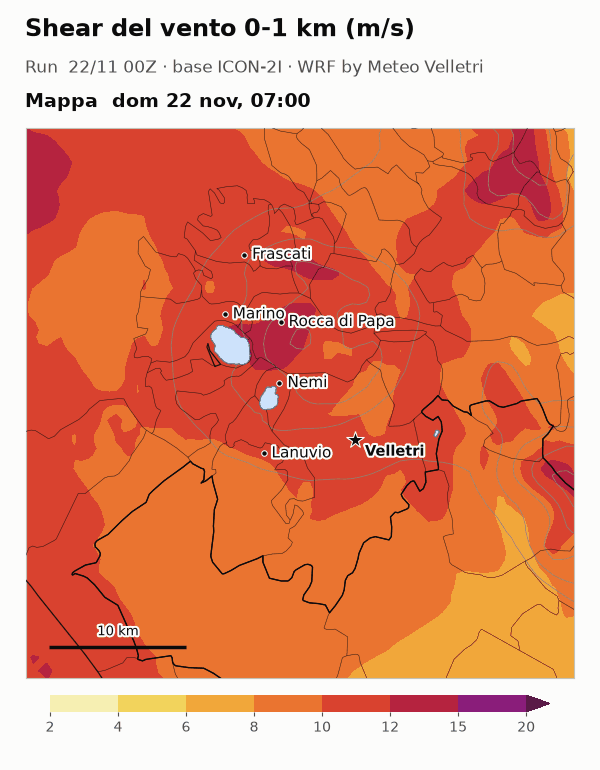 Shear del vento 0-1 km (m/s)
Run  22/11 00Z · base ICON-2I · WRF by Meteo Velletri
Mappa  dom 22 nov, 07:00
Frascati
Marino
Rocca di Papa
Nemi
Velletri
Lanuvio
10 km
2 4 6 8 10 12 15 20